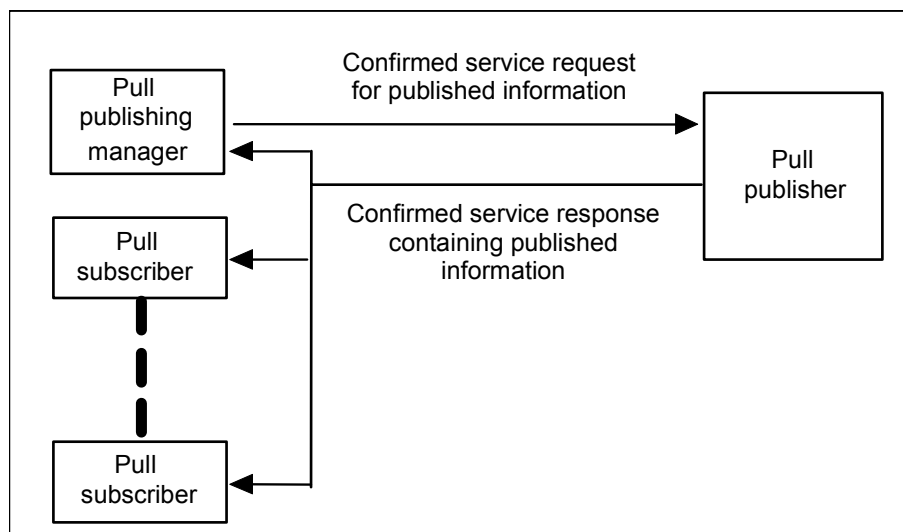 Confirmed service request
for published information
Pull
publishing
manager
Pull
publisher
Confirmed service response
containing published
information
Pull
subscriber
Pull
subscriber